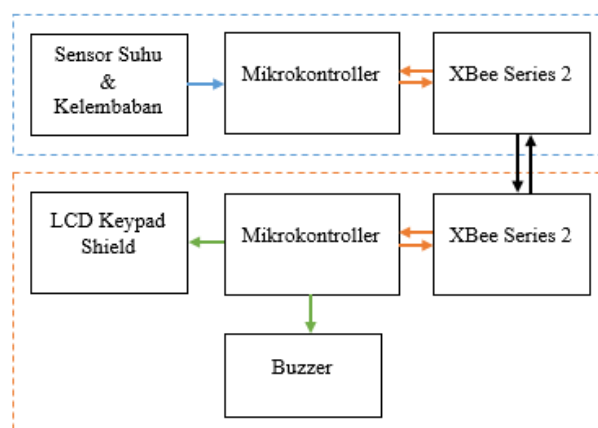 Sensor Suhu
&
Kelembaban
Mikrokontroller
XBee Series 2
LCD Keypad
Shield
Mikrokontroller
XBee Series 2
Buzzer